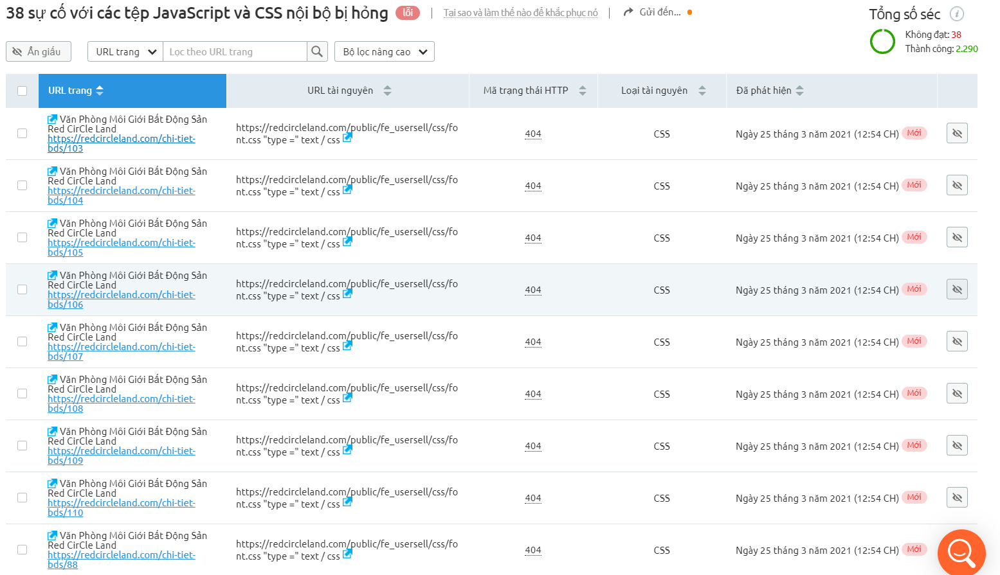 38 sự cố với các tệp JavaScript và CSS nội bộ bị hỏng lỗi | Tại sao và làm thế nào để khắc phục nó | Gửi đến...
Tổng số séc i
Không đạt: 38
Thành công: 2.290
Ẩn giấu URL trang Lọc theo URL trang Bộ lọc nâng cao
URL trang URL tài nguyên Mã trạng thái HTTP Loại tài nguyên Đã phát hiện
Văn Phòng Môi Giới Bất Động Sản
Red CirCle Land
https://redcircleland.com/chi-tiet-
bds/103
https://redcircleland.com/public/fe_usersell/css/fo
nt.css "type =" text / css
404 CSS Ngày 25 tháng 3 năm 2021 (12:54 CH) Mới
Văn Phòng Môi Giới Bất Động Sản
Red CirCle Land
https://redcircleland.com/chi-tiet-
bds/104
https://redcircleland.com/public/fe_usersell/css/fo
nt.css "type =" text / css
404 CSS Ngày 25 tháng 3 năm 2021 (12:54 CH) Mới
Văn Phòng Môi Giới Bất Động Sản
Red CirCle Land
https://redcircleland.com/chi-tiet-
bds/105
https://redcircleland.com/public/fe_usersell/css/fo
nt.css "type =" text / css
404 CSS Ngày 25 tháng 3 năm 2021 (12:54 CH) Mới
Văn Phòng Môi Giới Bất Động Sản
Red CirCle Land
https://redcircleland.com/chi-tiet-
bds/106
https://redcircleland.com/public/fe_usersell/css/fo
nt.css "type =" text / css
404 CSS Ngày 25 tháng 3 năm 2021 (12:54 CH) Mới
Văn Phòng Môi Giới Bất Động Sản
Red CirCle Land
https://redcircleland.com/chi-tiet-
bds/107
https://redcircleland.com/public/fe_usersell/css/fo
nt.css "type =" text / css
404 CSS Ngày 25 tháng 3 năm 2021 (12:54 CH) Mới
Văn Phòng Môi Giới Bất Động Sản
Red CirCle Land
https://redcircleland.com/chi-tiet-
bds/108
https://redcircleland.com/public/fe_usersell/css/fo
nt.css "type =" text / css
404 CSS Ngày 25 tháng 3 năm 2021 (12:54 CH) Mới
Văn Phòng Môi Giới Bất Động Sản
Red CirCle Land
https://redcircleland.com/chi-tiet-
bds/109
https://redcircleland.com/public/fe_usersell/css/fo
nt.css "type =" text / css
404 CSS Ngày 25 tháng 3 năm 2021 (12:54 CH) Mới
Văn Phòng Môi Giới Bất Động Sản
Red CirCle Land
https://redcircleland.com/chi-tiet-
bds/110
https://redcircleland.com/public/fe_usersell/css/fo
nt.css "type =" text / css
404 CSS Ngày 25 tháng 3 năm 2021 (12:54 CH) Mới
Văn Phòng Môi Giới Bất Động Sản
Red CirCle Land
https://redcircleland.com/chi-tiet-
bds/88
https://redcircleland.com/public/fe_usersell/css/fo
nt.css "type =" text / css
404 CSS Ngày 25 tháng 3 năm 2021 (12:54 CH) Mới